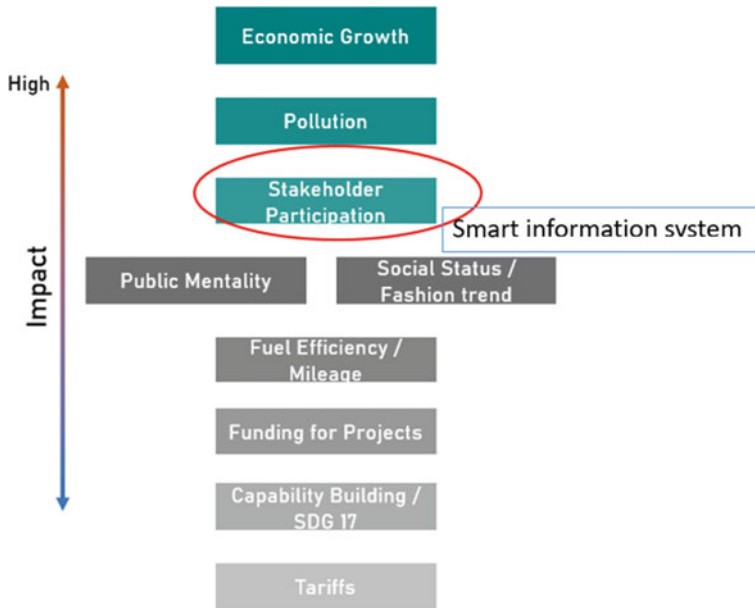 Economic Growth
High
Pollution
Stakeholder
Participation
Smart information system
Public Mentality
Social Status /
Fashion trend
Impact
Fuel Efficiency /
Mileage
Funding for Projects
Capability Building /
SDG 17
Tariffs